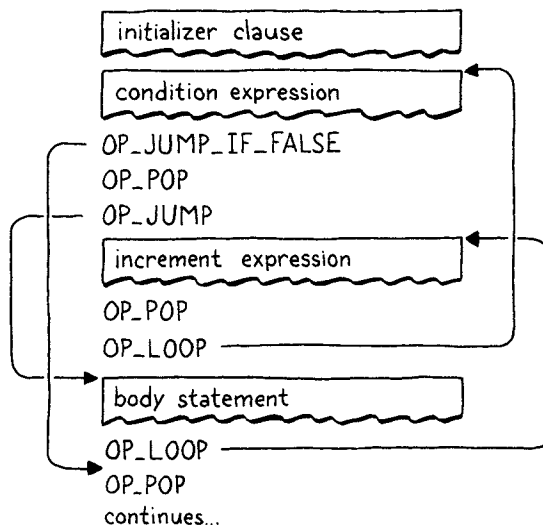 initializer clause
condition expression
OP_JUMP_IF_FALSE
OP_POP
OP_JUMP
increment expression
OP_POP
OP_LOOP
body statement
OP_LOOP
OP_POP
continues...